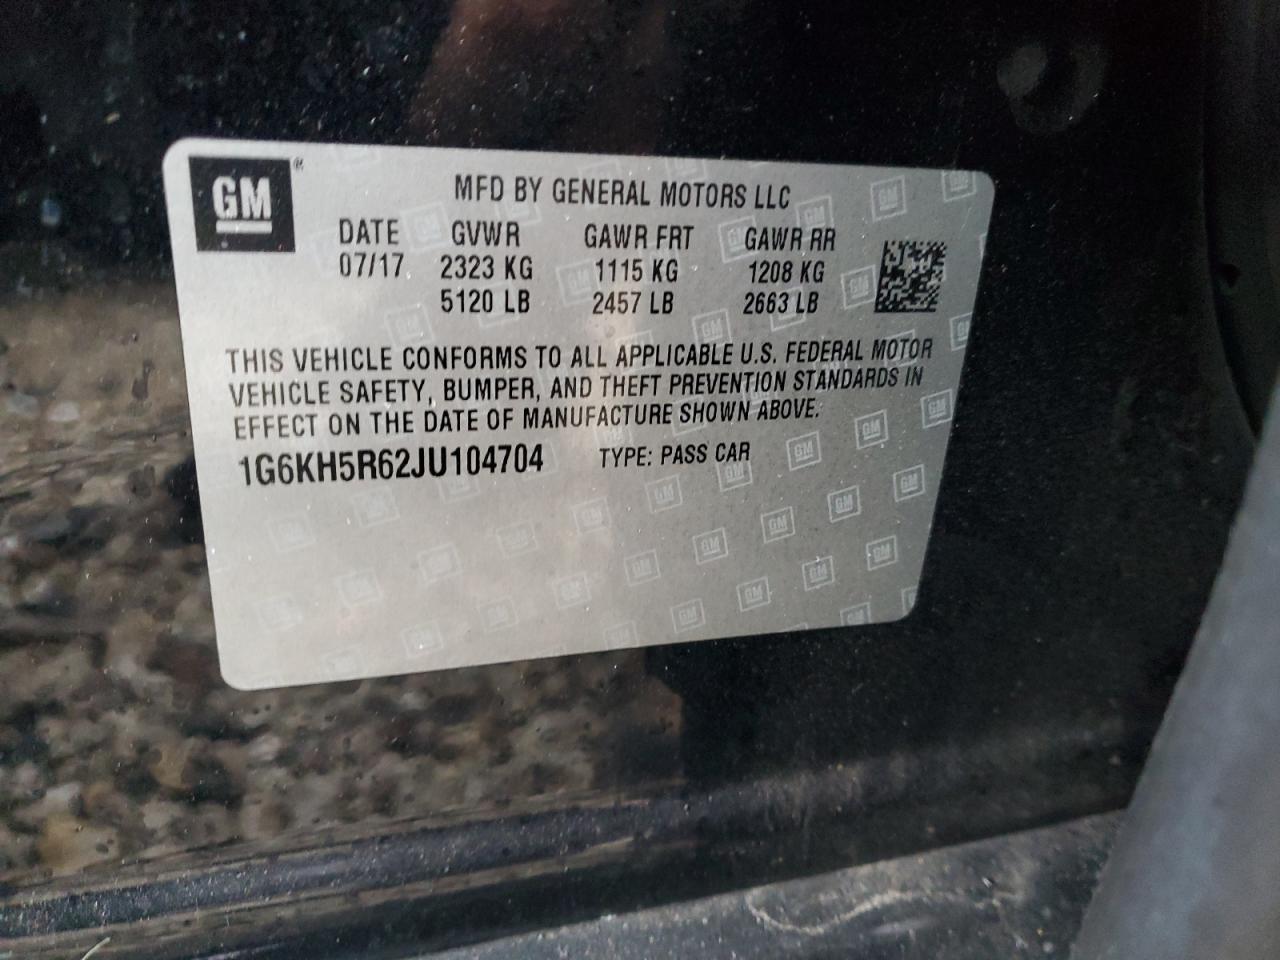 GM®
MFD BY GENERAL MOTORS LLC
DATE GVWR GAWR FRT GAWR RR
07/17 2323 KG 1115 KG 1208 KG
5120 LB 2457 LB 2663 LB
THIS VEHICLE CONFORMS TO ALL APPLICABLE U.S. FEDERAL MOTOR
VEHICLE SAFETY, BUMPER, AND THEFT PREVENTION STANDARDS IN
EFFECT ON THE DATE OF MANUFACTURE SHOWN ABOVE.
1G6KH5R62JU104704 TYPE: PASS CAR